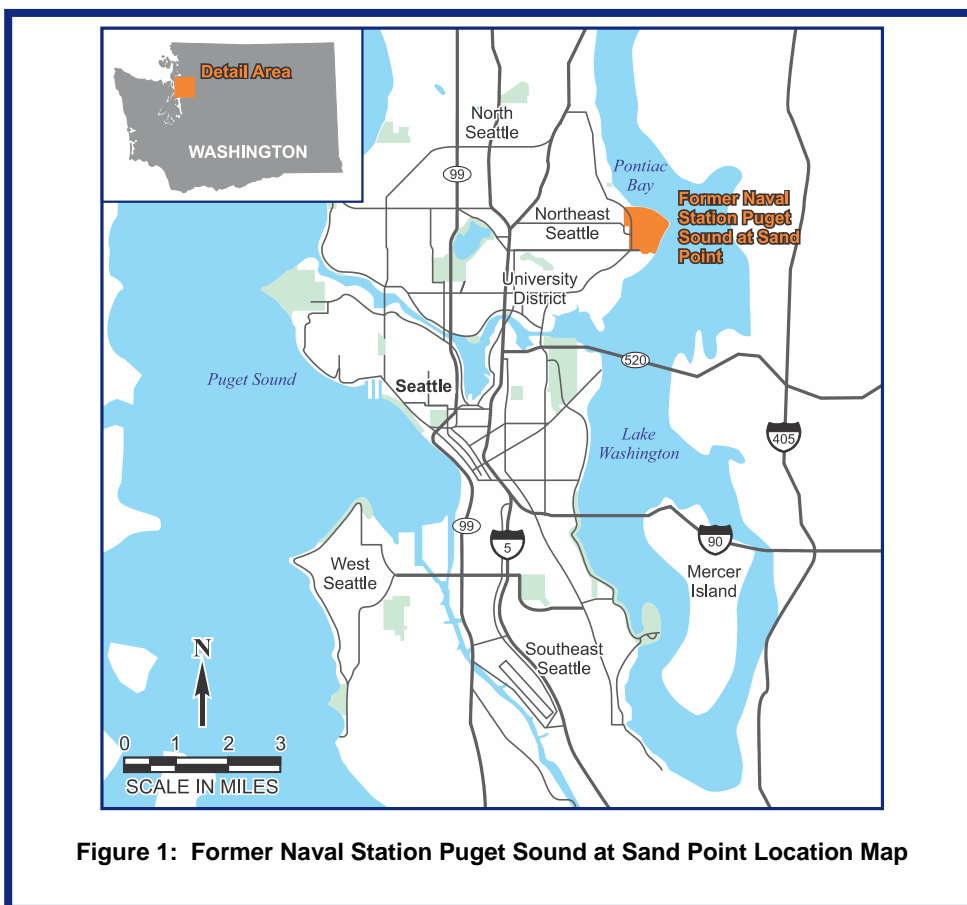 Detail Area
WASHINGTON
North
Seattle
99
Pontiac
Bay
Former Naval
Station Puget
Sound at Sand
Point
Northeast
Seattle
University
District
520
Puget Sound
Seattle
Lake
Washington
405
99
5
90
West
Seattle
Mercer
Island
Southeast
Seattle
N
0 1 2 3
SCALE IN MILES
Figure 1: Former Naval Station Puget Sound at Sand Point Location Map